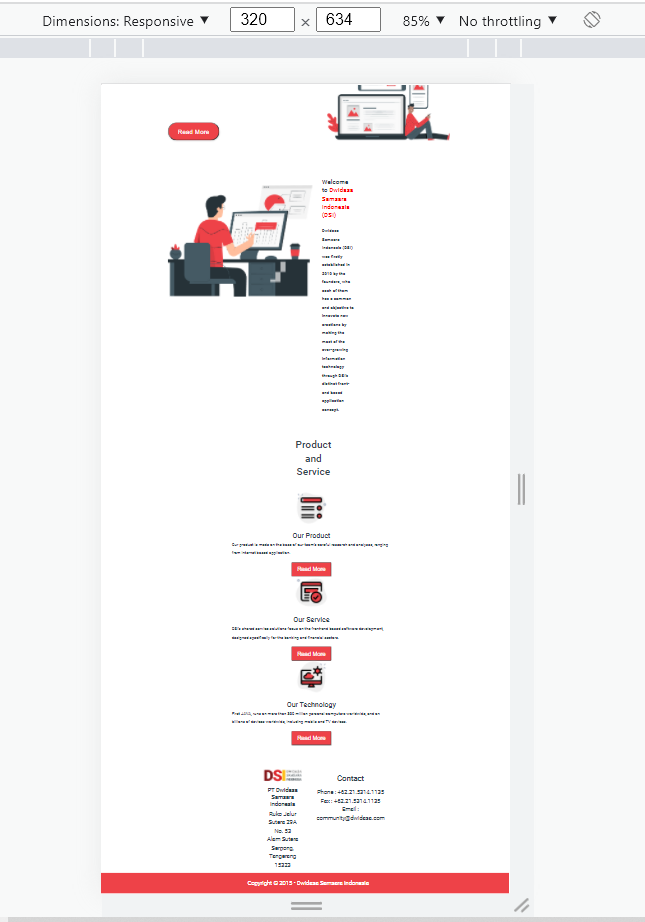 Dimensions: Responsive ▼ 320 × 634 85% ▼ No throttling ▼
Read More
Welcome
to Dwidasa
Samsara
Indonesia
(DSI)
Dwidasa
Samsara
Indonesia (DSI)
was firstly
established in
2010 by the
founders, who
each of them
has a common
and objective to
innovate new
creations by
making the
most of the
ever-growing
information
technology
through DSI's
distinct front-
end based
application
concept.
Product
and
Service
Our Product
Our product is made on the base of our team's careful research and analyses, ranging
from internet based application.
Read More
Our Service
DSI's shared service solutions focus on the front-end based software development,
designed specifically for the banking and financial sectors.
Read More
Our Technology
First JAVA, runs on more than 850 million personal computers worldwide, and on
billions of devices worldwide, including mobile and TV devices.
Read More
DSI
PT Dwidasa
Samsara
Indonesia
Ruko Jalur
Sutera 29A
No. 53
Alam Sutera
Serpong,
Tangerang
15323
Contact
Phone : +62.21.5314.1135
Fax : +62.21.5314.1135
Email :
community@dwidasa.com
Copyright © 2015 - Dwidasa Samsara Indonesia